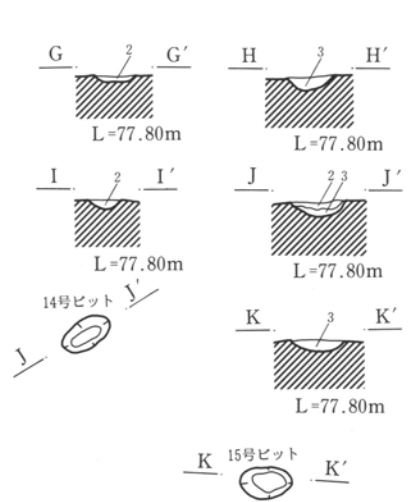 G 2 G′
L=77.80m
H 3 H′
L=77.80m
I 2 I′
L=77.80m
J 2 3 J′
L=77.80m
14号ピット
J J′
K 3 K′
L=77.80m
15号ピット
K K′